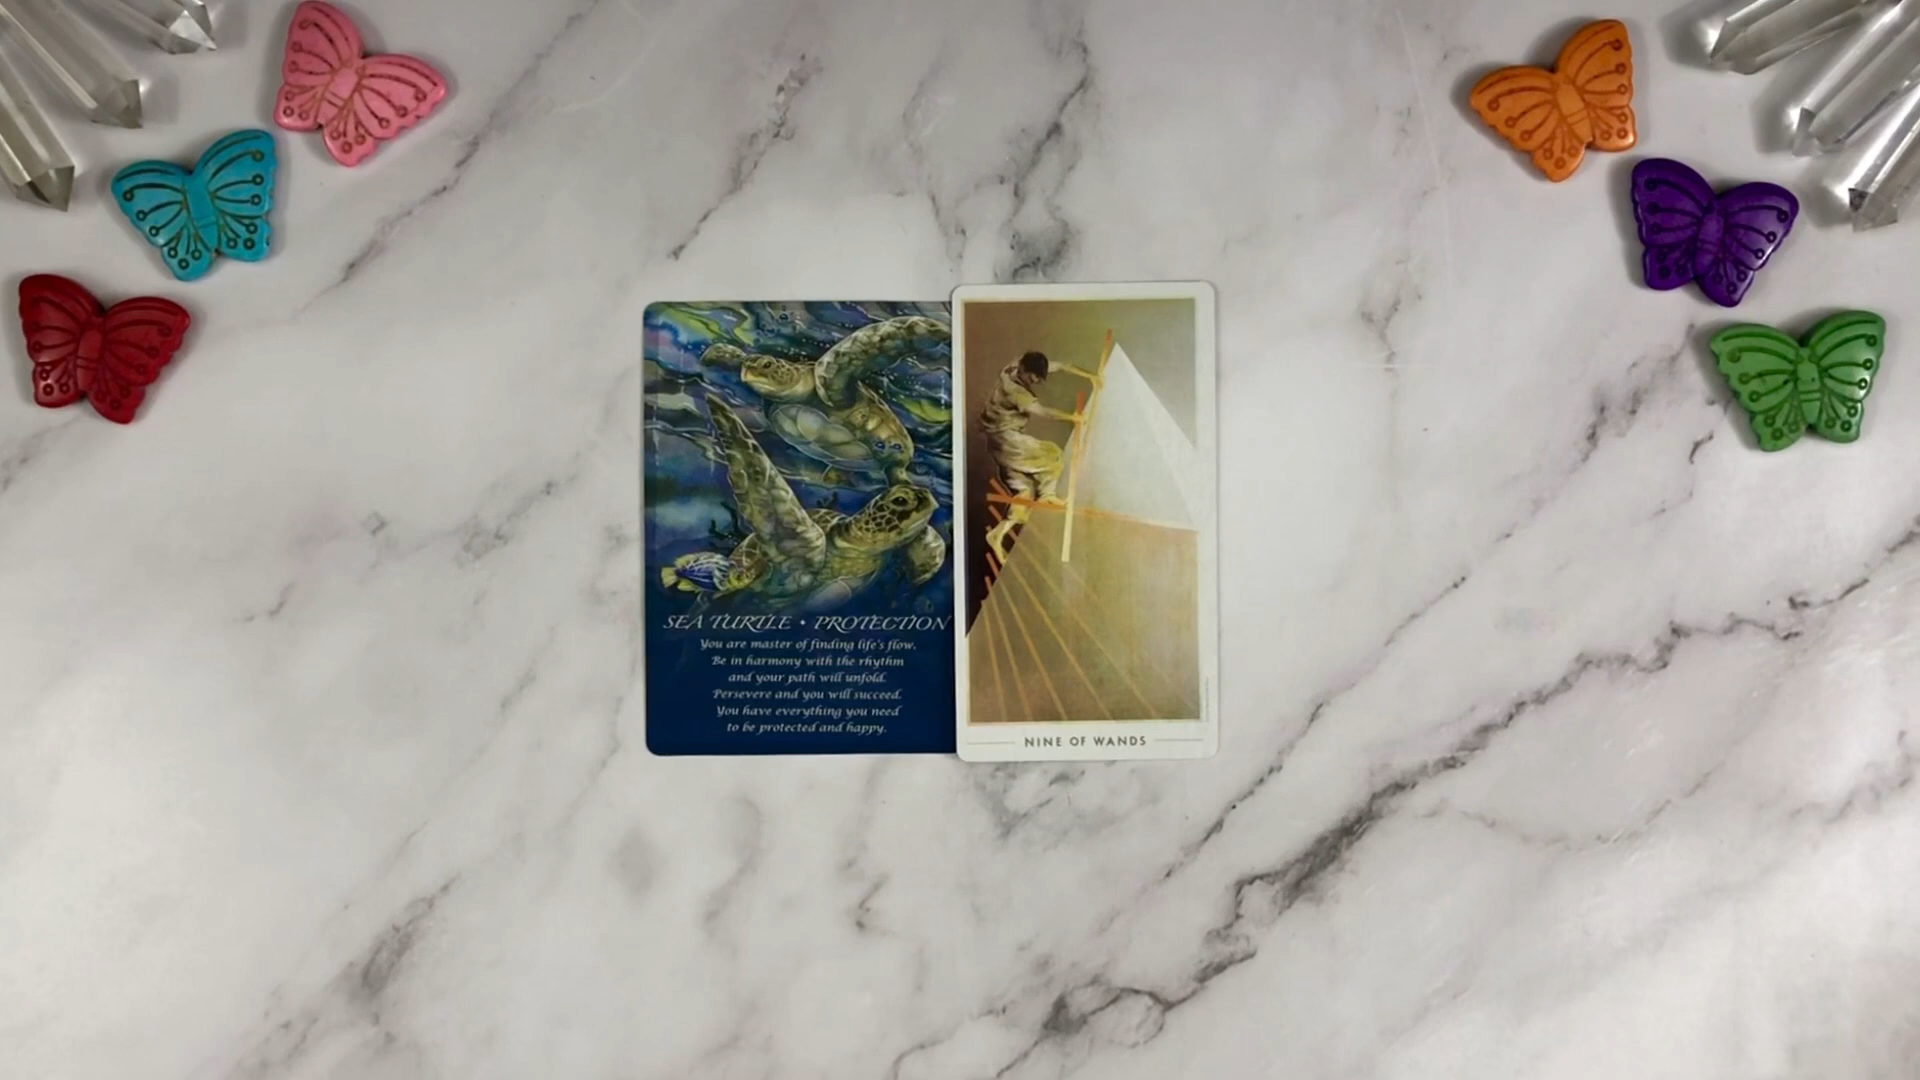 SEA TURTLE • PROTECTION
You are master of finding life's flow.
Be in harmony with the rhythm
and your path will unfold.
Persevere and you will succeed.
You have everything you need
to be protected and happy.
NINE OF WANDS